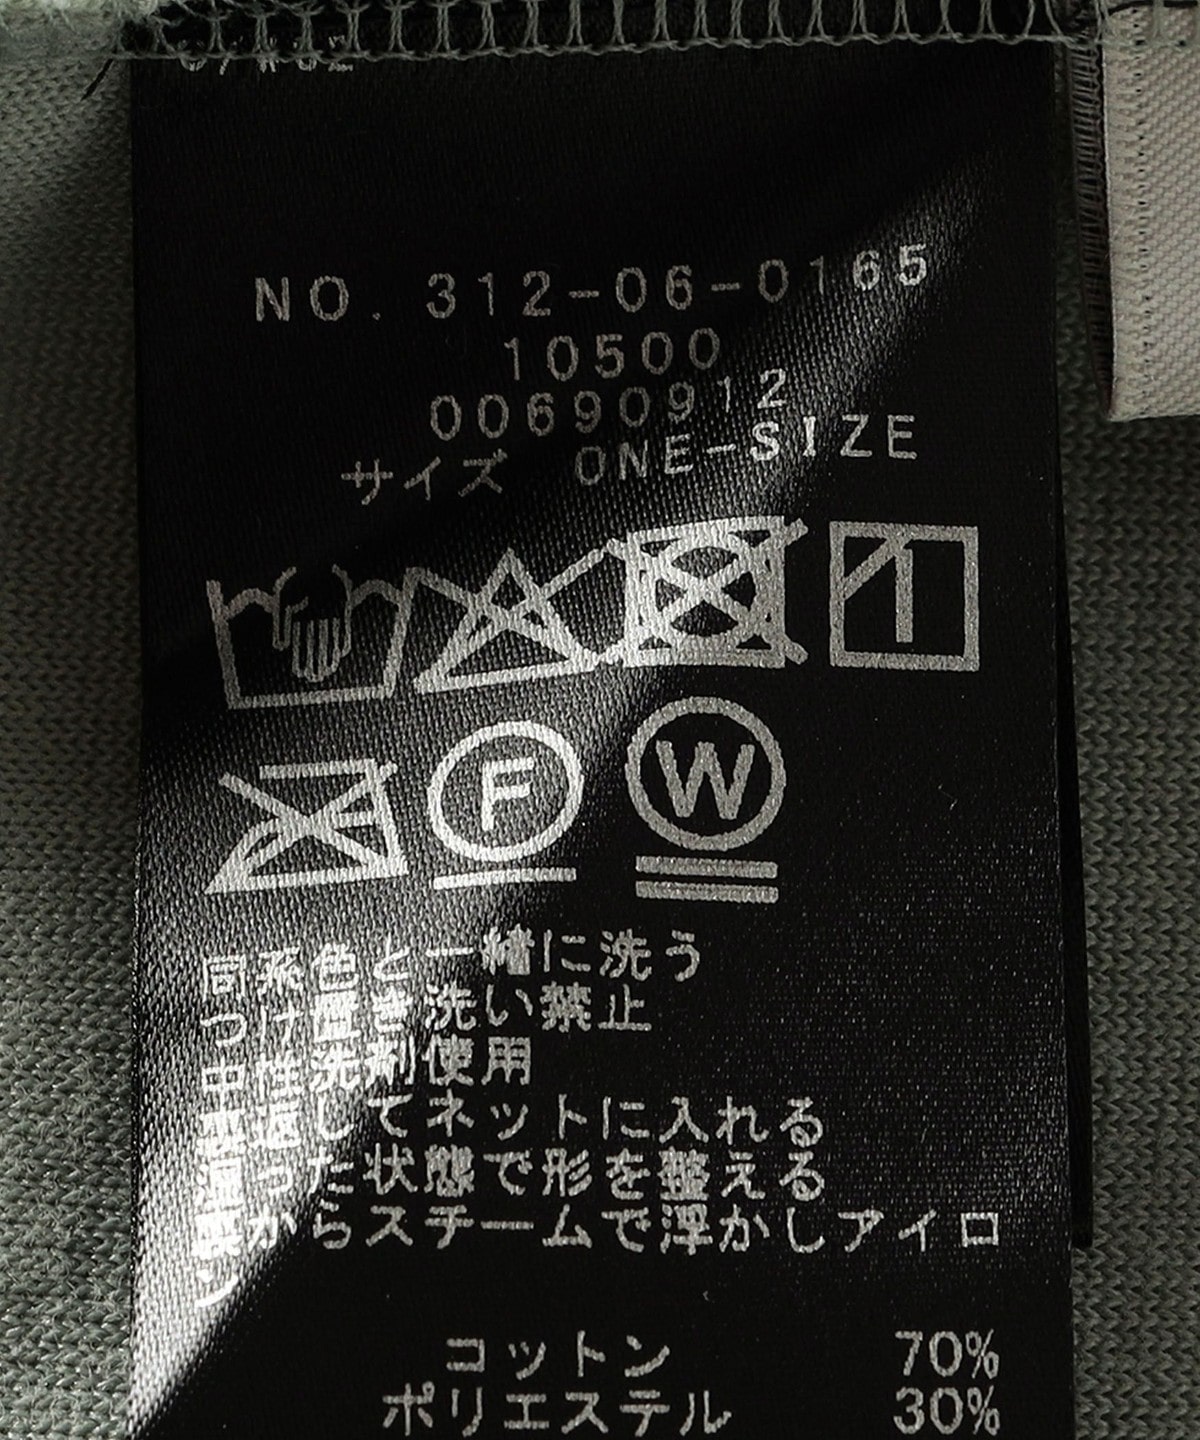 NO. 312-06-0165
10500
00690912
サイズ ONE-SIZE
F W
同系色と一緒に洗う
つけ置き洗い禁止
中性洗剤使用
裏返してネットに入れる
湿った状態で形を整える
裏からスチームで浮かしアイロ
ン
コットン 70%
ポリエステル 30%